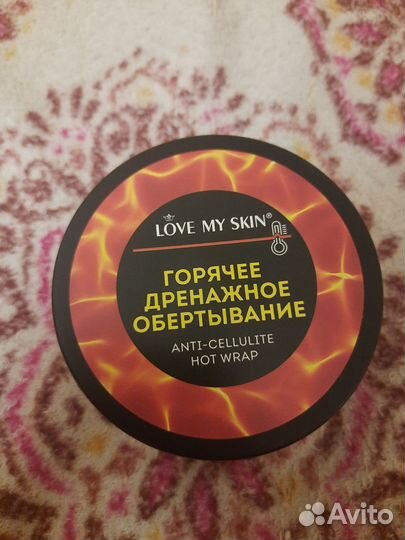 LOVE MY SKIN®
ГОРЯЧЕЕ
ДРЕНАЖНОЕ
ОБЕРТЫВАНИЕ
ANTI-CELLULITE
HOT WRAP
Avito